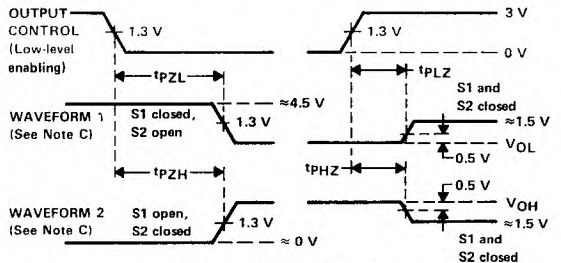 OUTPUT
CONTROL
(Low-level
enabling)
1.3 V
1.3 V
3 V
0 V
tPZL
tPLZ
WAVEFORM 1
(See Note C)
S1 closed,
S2 open
≈4.5 V
1.3 V
S1 and
S2 closed
≈1.5 V
VOL
0.5 V
tPZH
tPHZ
WAVEFORM 2
(See Note C)
S1 open,
S2 closed
1.3 V
≈ 0 V
0.5 V
VOH
≈1.5 V
S1 and
S2 closed